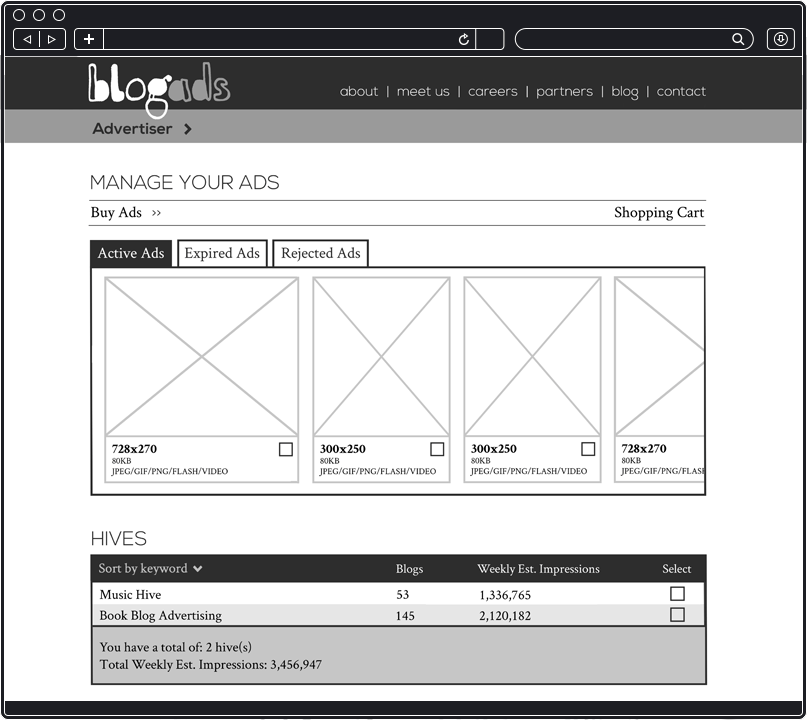 blogads
about | meet us | careers | partners | blog | contact
Advertiser >
MANAGE YOUR ADS
Buy Ads >> Shopping Cart
Active Ads Expired Ads Rejected Ads
728x270 300x250 300x250 728x270
80KB 80KB 80KB 80KB
JPEG/GIF/PNG/FLASH/VIDEO JPEG/GIF/PNG/FLASH/VIDEO JPEG/GIF/PNG/FLASH/VIDEO JPEG/GIF/PNG/FLASH
HIVES
Sort by keyword Blogs Weekly Est. Impressions Select
Music Hive 53 1,336,765
Book Blog Advertising 145 2,120,182
You have a total of: 2 hive(s)
Total Weekly Est. Impressions: 3,456,947